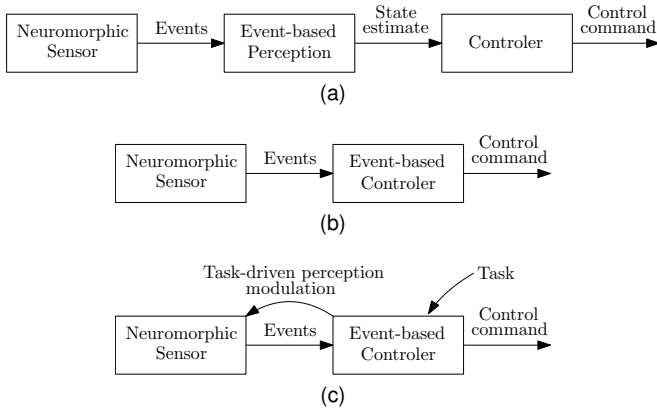 Neuromorphic
Sensor
Events
Event-based
Perception
State
estimate
Controler
Control
command
(a)
Neuromorphic
Sensor
Events
Event-based
Controler
Control
command
(b)
Task-driven perception
modulation
Task
Neuromorphic
Sensor
Events
Event-based
Controler
Control
command
(c)